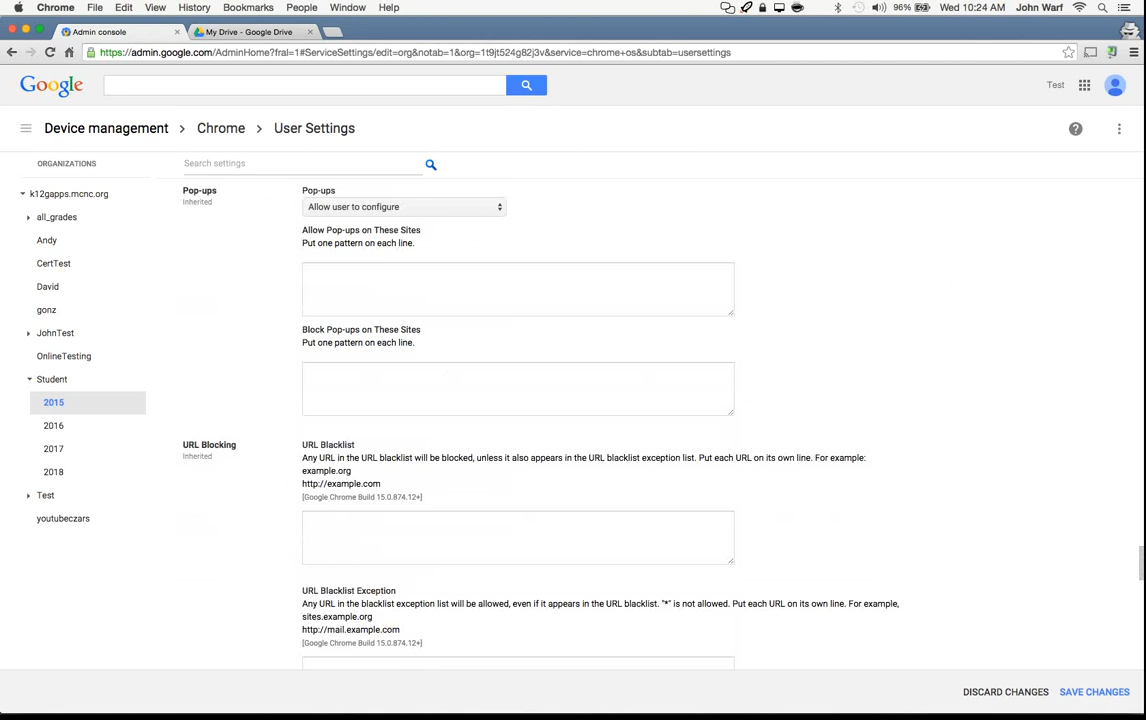 Chrome File Edit View History Bookmarks People Window Help 96% Wed 10:24 AM John Warf
Admin console × My Drive - Google Drive ×
https://admin.google.com/AdminHome?fral=1#ServiceSettings/edit=org&notab=1&org=1t9jt524g82j3v&service=chrome+os&subtab=usersettings
Google Test
Device management > Chrome > User Settings
ORGANIZATIONS
Search settings
k12gapps.mcnc.org
all_grades
Andy
CertTest
David
gonz
JohnTest
OnlineTesting
Student
2015
2016
2017
2018
Test
youtubeczars
Pop-ups
Inherited
Pop-ups
Allow user to configure
Allow Pop-ups on These Sites
Put one pattern on each line.
Block Pop-ups on These Sites
Put one pattern on each line.
URL Blocking
Inherited
URL Blacklist
Any URL in the URL blacklist will be blocked, unless it also appears in the URL blacklist exception list. Put each URL on its own line. For example:
example.org
http://example.com
[Google Chrome Build 15.0.874.12+]
URL Blacklist Exception
Any URL in the blacklist exception list will be allowed, even if it appears in the URL blacklist. "*" is not allowed. Put each URL on its own line. For example,
sites.example.org
http://mail.example.com
[Google Chrome Build 15.0.874.12+]
DISCARD CHANGES SAVE CHANGES